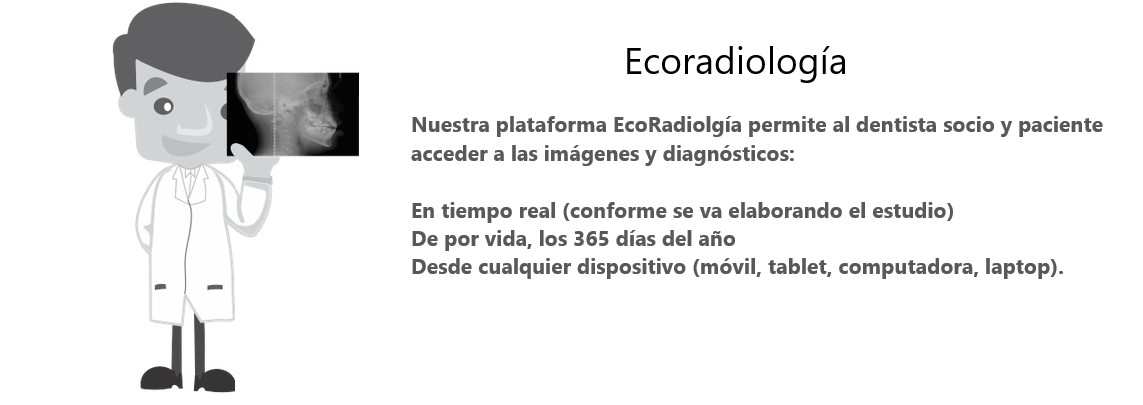 Ecoradiología
Nuestra plataforma EcoRadiolgía permite al dentista socio y paciente
acceder a las imágenes y diagnósticos:
En tiempo real (conforme se va elaborando el estudio)
De por vida, los 365 días del año
Desde cualquier dispositivo (móvil, tablet, computadora, laptop).